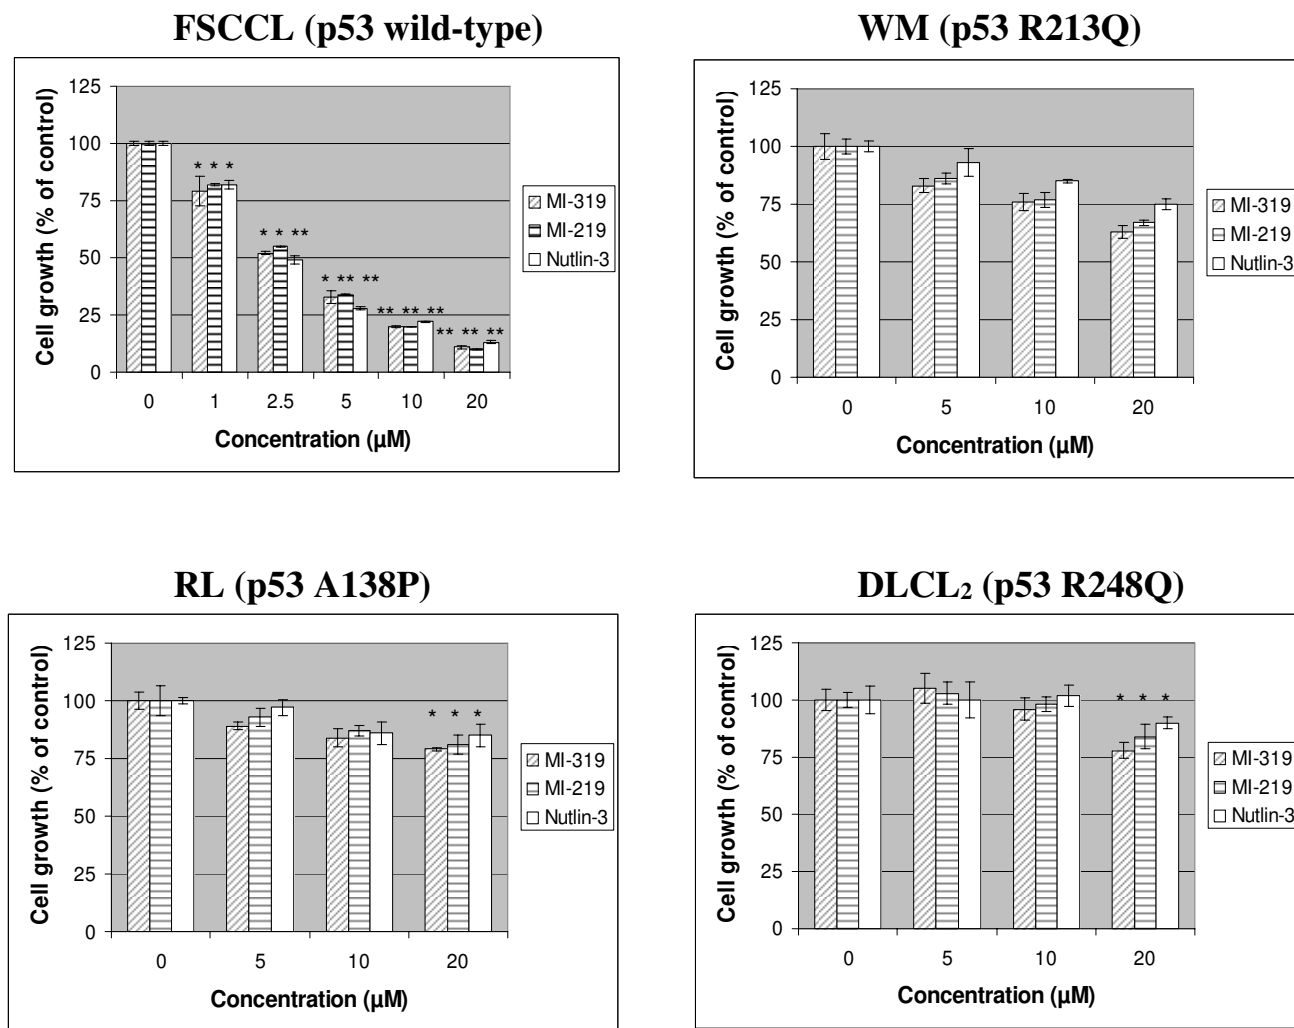 FSCCL (p53 wild-type)
Cell growth (% of control)
125
100
75
50
25
0
* * *
* * **
* ** **
** ** **
** ** **
0 1 2.5 5 10 20
Concentration (µM)
MI-319
MI-219
Nutlin-3
WM (p53 R213Q)
Cell growth (% of control)
125
100
75
50
25
0
0 5 10 20
Concentration (µM)
MI-319
MI-219
Nutlin-3
RL (p53 A138P)
Cell growth (% of control)
125
100
75
50
25
0
* * *
0 5 10 20
Concentration (µM)
MI-319
MI-219
Nutlin-3
DLCL₂ (p53 R248Q)
Cell growth (% of control)
125
100
75
50
25
0
* * *
0 5 10 20
Concentration (µM)
MI-319
MI-219
Nutlin-3